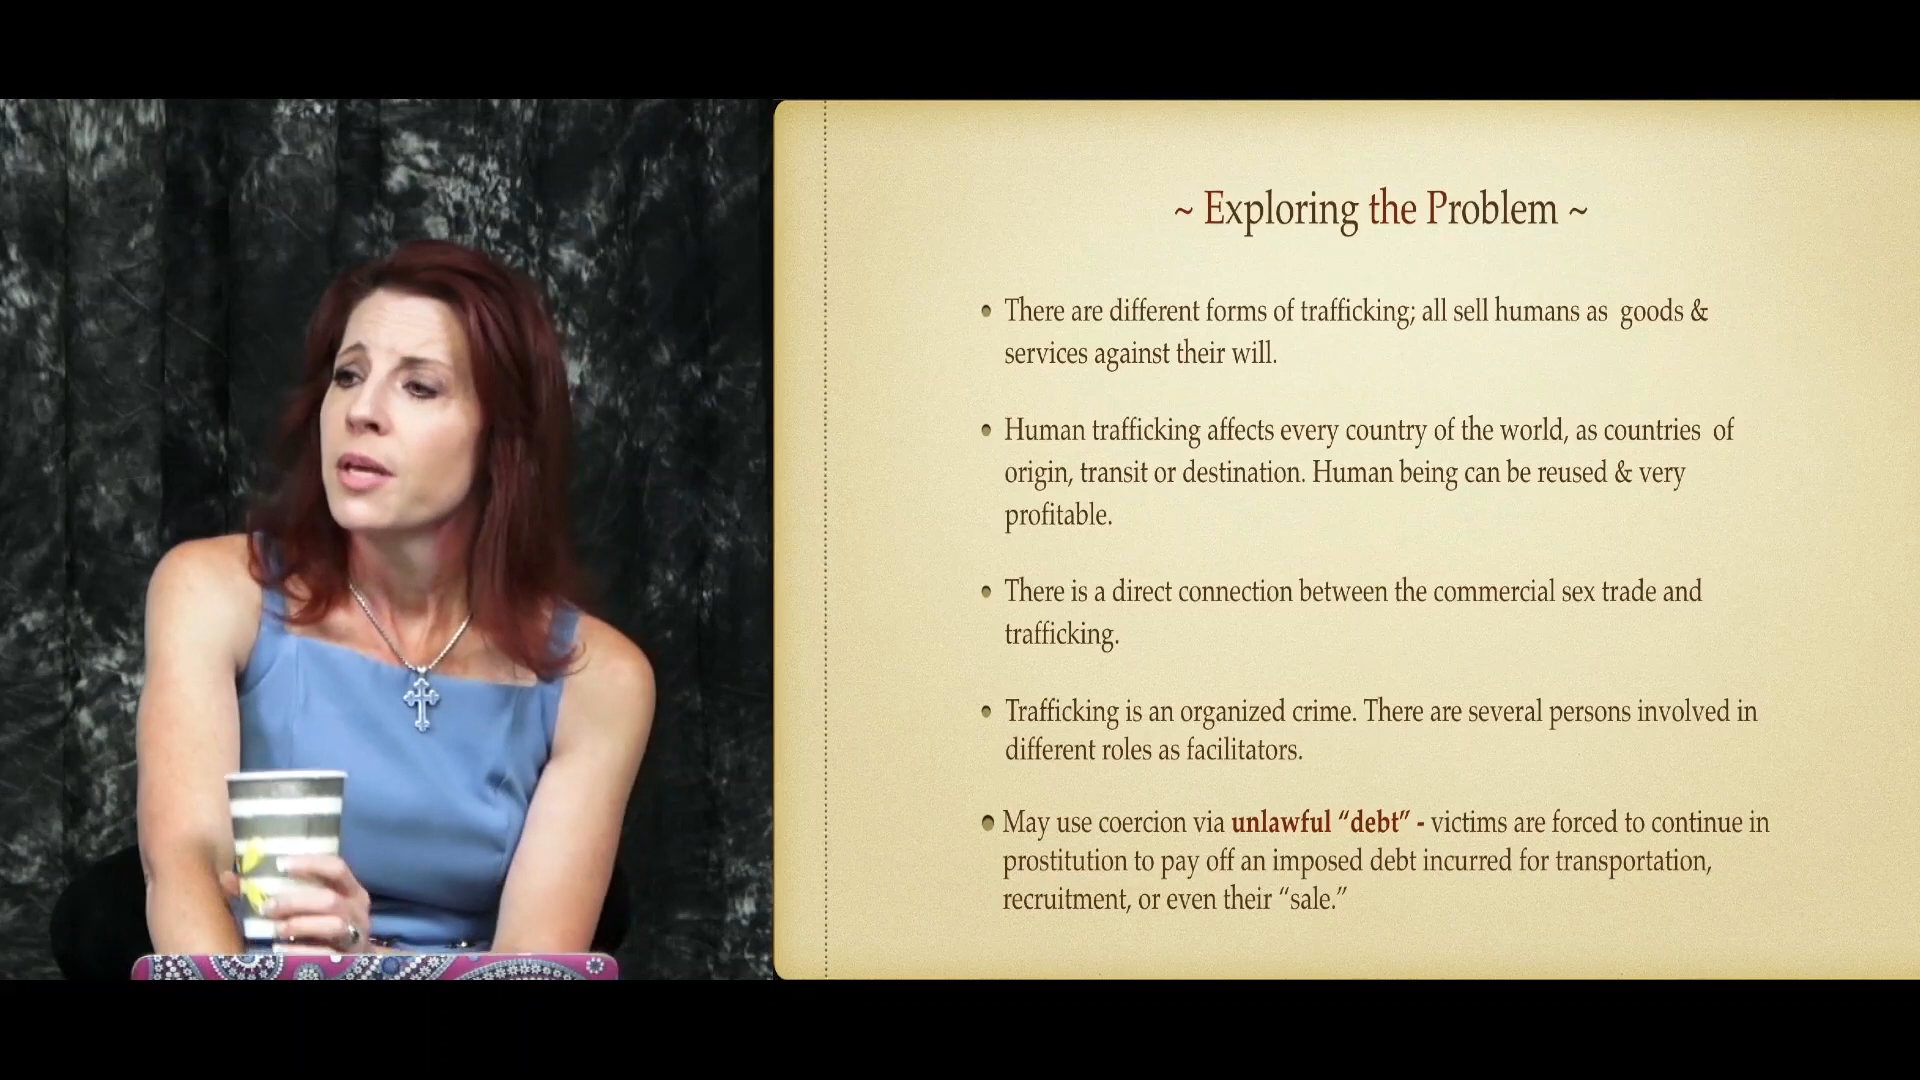 ~ Exploring the Problem ~
• There are different forms of trafficking; all sell humans as goods &
services against their will.
• Human trafficking affects every country of the world, as countries of
origin, transit or destination. Human being can be reused & very
profitable.
• There is a direct connection between the commercial sex trade and
trafficking.
• Trafficking is an organized crime. There are several persons involved in
different roles as facilitators.
• May use coercion via unlawful “debt” - victims are forced to continue in
prostitution to pay off an imposed debt incurred for transportation,
recruitment, or even their “sale.”